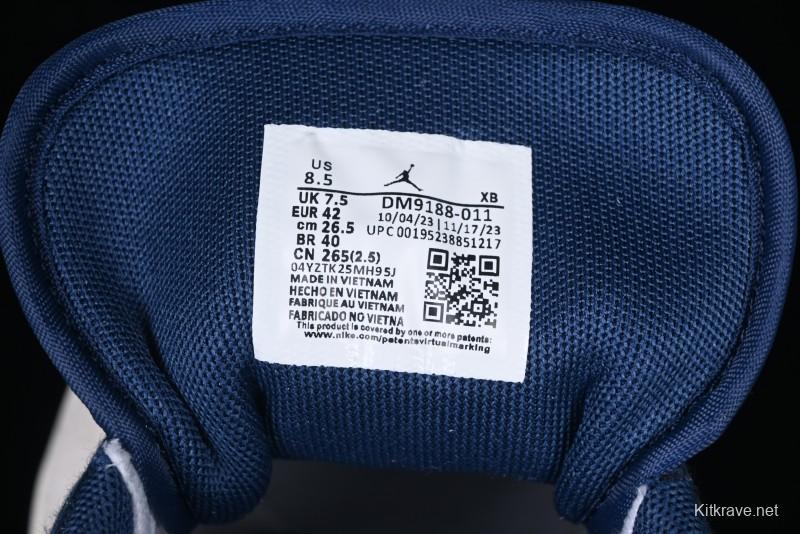 US
8.5
XB
UK 7.5
DM9188-011
EUR 42
10/04/23 | 11/17/23
cm 26.5
UPC 00195238851217
BR 40
CN 265(2.5)
04YZTK25MH95J
MADE IN VIETNAM
HECHO EN VIETNAM
FABRIQUE AU VIETNAM
FABRICADO NO VIETNA
This product is covered by one or more patents:
www.nike.com/patentsvirtualmarking
Kitkrave.net